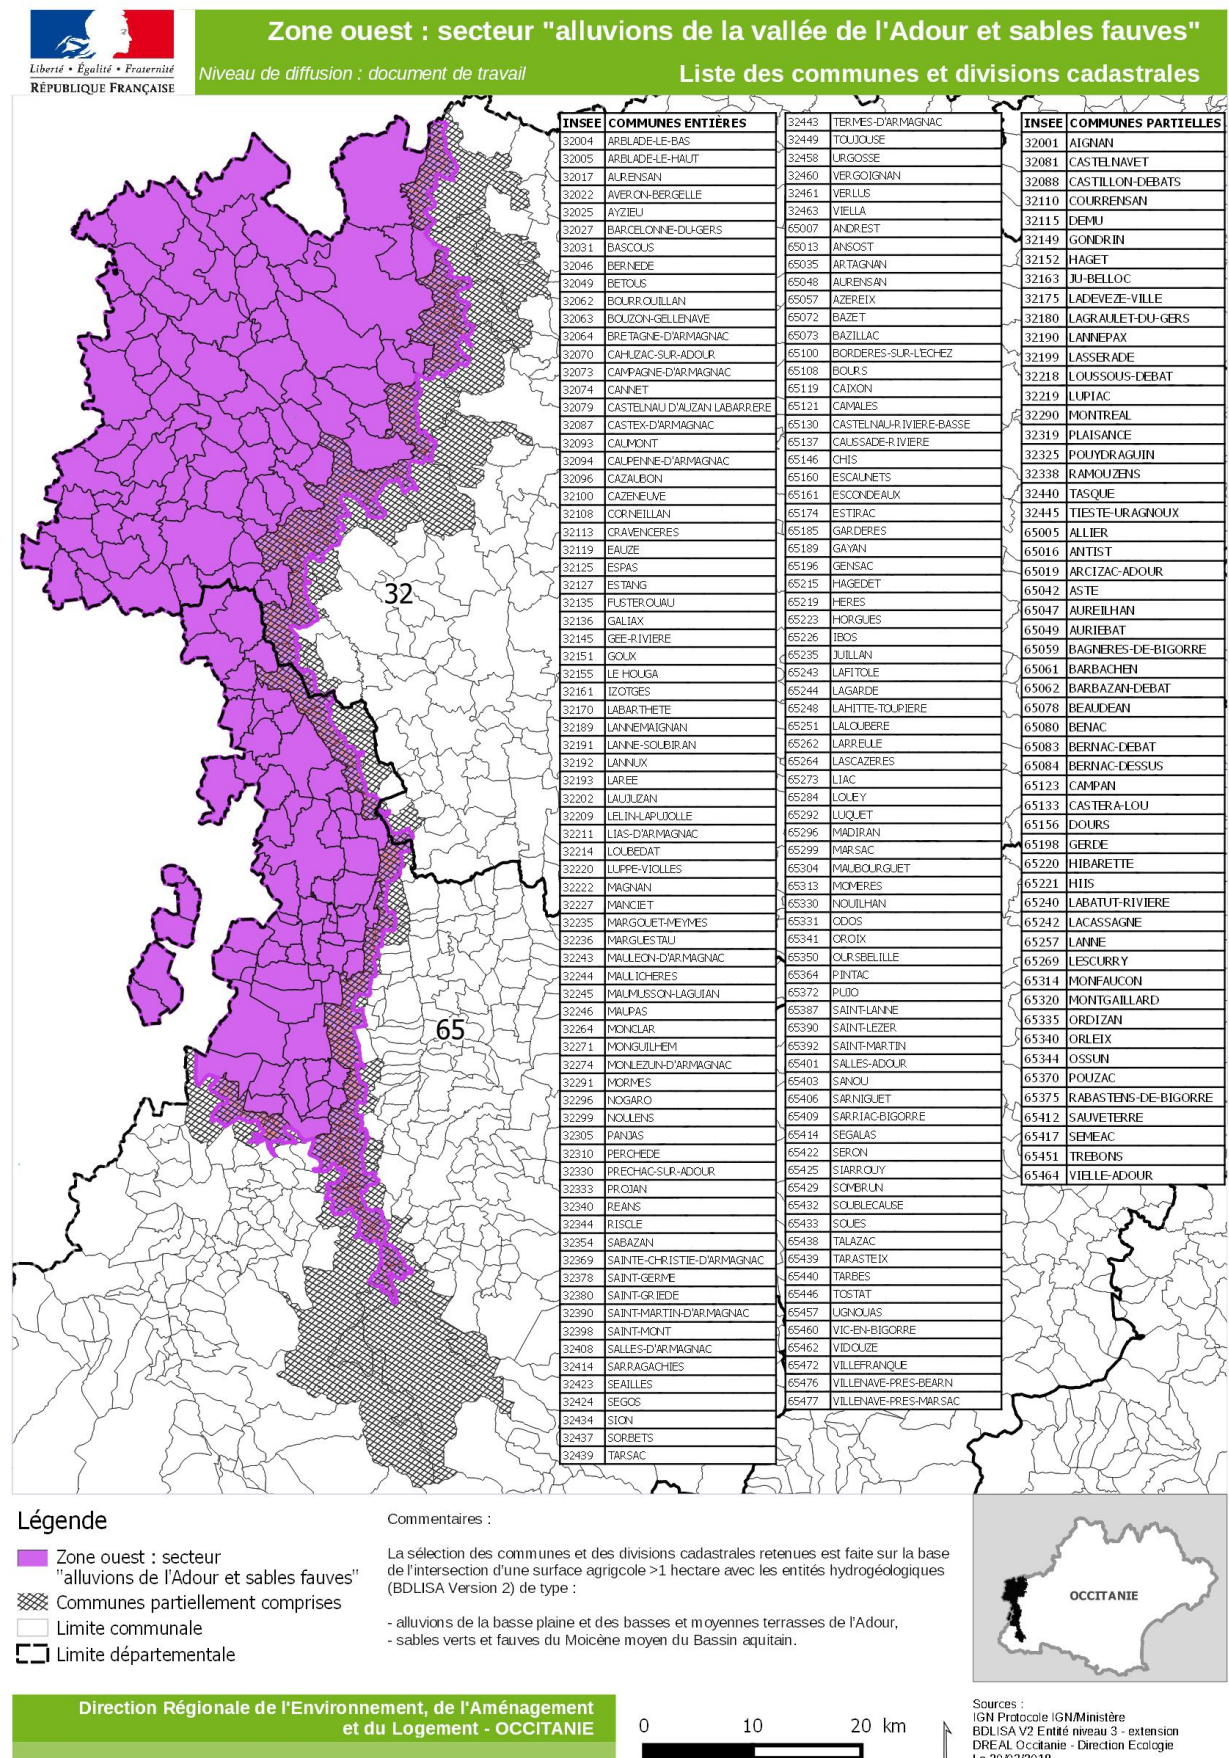 Zone ouest : secteur "alluvions de la vallée de l'Adour et sables fauves"
Liberté • Égalité • Fraternité
RÉPUBLIQUE FRANÇAISE
Niveau de diffusion : document de travail
Liste des communes et divisions cadastrales
INSEE COMMUNES ENTIÈRES
32004 ARBLADE-LE-BAS
32005 ARBLADE-LE-HAUT
32017 AURENSAN
32022 AVERON-BERGELLE
32025 AYZIEU
32027 BARCELONNE-DU-GERS
32031 BASCOUS
32046 BERNEDE
32049 BETOUS
32062 BOURROUILLAN
32063 BOUZON-GELLENAVE
32064 BRETAGNE-D'ARMAGNAC
32070 CAHUZAC-SUR-ADOUR
32073 CAMPAGNE-D'ARMAGNAC
32074 CANNET
32079 CASTELNAU D'AUZAN LABARRERE
32087 CASTEX-D'ARMAGNAC
32093 CAUMONT
32094 CAUPENNE-D'ARMAGNAC
32096 CAZAUBON
32100 CAZENEUVE
32108 CORNEILLAN
32113 CRAVENCERES
32119 EAUZE
32125 ESPAS
32127 ESTANG
32135 FUSTEROUAU
32136 GALIAX
32145 GEE-RIVIERE
32151 GOUX
32155 LE HOUGA
32161 IZOTGES
32170 LABARTHETE
32189 LANNEMAIGNAN
32191 LANNE-SOUBIRAN
32192 LANNUX
32193 LAREE
32202 LAUJUZAN
32209 LELIN-LAPUJOLLE
32211 LIAS-D'ARMAGNAC
32214 LOUBEDAT
32220 LUPPE-VIOLLES
32222 MAGNAN
32227 MANCIET
32235 MARGOUET-MEYMES
32236 MARGUESTAU
32243 MAULEON-D'ARMAGNAC
32244 MAULICHERES
32245 MAUMUSSON-LAGUIAN
32246 MAUPAS
32264 MONCLAR
32271 MONGUILHEM
32274 MONLEZUN-D'ARMAGNAC
32291 MORMES
32296 NOGARO
32299 NOULENS
32305 PANJAS
32310 PERCHEDE
32330 PRECHAC-SUR-ADOUR
32333 PROJAN
32340 REANS
32344 RISCLE
32354 SABAZAN
32369 SAINTE-CHRISTIE-D'ARMAGNAC
32378 SAINT-GERME
32380 SAINT-GRIEDE
32390 SAINT-MARTIN-D'ARMAGNAC
32398 SAINT-MONT
32408 SALLES-D'ARMAGNAC
32414 SARRAGACHIES
32423 SEAILLES
32424 SEGOS
32434 SION
32437 SORBETS
32439 TARSAC
32443 TERMES-D'ARMAGNAC
32449 TOUJOUSE
32458 URGOSSE
32460 VERGOIGNAN
32461 VERLUS
32463 VIELLA
65007 ANDREST
65013 ANSOST
65035 ARTAGNAN
65048 AURENSAN
65057 AZEREIX
65072 BAZET
65073 BAZILLAC
65100 BORDERES-SUR-L'ECHEZ
65108 BOURS
65119 CAIXON
65121 CAMALES
65130 CASTELNAU-RIVIERE-BASSE
65137 CAUSSADE-RIVIERE
65146 CHIS
65160 ESCAUNETS
65161 ESCONDEAUX
65174 ESTIRAC
65185 GARDERES
65189 GAYAN
65196 GENSAC
65215 HAGEDET
65219 HERES
65223 HORGUES
65226 IBOS
65235 JUILLAN
65243 LAFITOLE
65244 LAGARDE
65248 LAHITTE-TOUPIERE
65251 LALOUBERE
65262 LARREULE
65264 LASCAZERES
65273 LIAC
65284 LOUEY
65292 LUQUET
65296 MADIRAN
65299 MARSAC
65304 MAUBOURGUET
65313 MOMERES
65330 NOUILHAN
65331 ODOS
65341 OROIX
65350 OURSBELILLE
65364 PINTAC
65372 PUJO
65387 SAINT-LANNE
65390 SAINT-LEZER
65392 SAINT-MARTIN
65401 SALLES-ADOUR
65403 SANOU
65406 SARNIGUET
65409 SARRIAC-BIGORRE
65414 SEGALAS
65422 SERON
65425 SIARROUY
65429 SOMBRUN
65432 SOUBLECAUSE
65433 SOUES
65438 TALAZAC
65439 TARASTEIX
65440 TARBES
65446 TOSTAT
65457 UGNOUAS
65460 VIC-EN-BIGORRE
65462 VIDOUZE
65472 VILLEFRANQUE
65476 VILLENAVE-PRES-BEARN
65477 VILLENAVE-PRES-MARSAC
INSEE COMMUNES PARTIELLES
32001 AIGNAN
32081 CASTELNAVET
32088 CASTILLON-DEBATS
32110 COURRENSAN
32115 DEMU
32149 GONDRIN
32152 HAGET
32163 JU-BELLOC
32175 LADEVEZE-VILLE
32180 LAGRAULET-DU-GERS
32190 LANNEPAX
32199 LASSERADE
32218 LOUSSOUS-DEBAT
32219 LUPIAC
32290 MONTREAL
32319 PLAISANCE
32325 POUYDRAGUIN
32338 RAMOUZENS
32440 TASQUE
32445 TIESTE-URAGNOUX
65005 ALLIER
65016 ANTIST
65019 ARCIZAC-ADOUR
65042 ASTE
65047 AUREILHAN
65049 AURIEBAT
65059 BAGNERES-DE-BIGORRE
65061 BARBACHEN
65062 BARBAZAN-DEBAT
65078 BEAUDEAN
65080 BENAC
65083 BERNAC-DEBAT
65084 BERNAC-DESSUS
65123 CAMPAN
65133 CASTERA-LOU
65156 DOURS
65198 GERDE
65220 HIBARETTE
65221 HIIS
65240 LABATUT-RIVIERE
65242 LACASSAGNE
65257 LANNE
65269 LESCURRY
65314 MONFAUCON
65320 MONTGAILLARD
65335 ORDIZAN
65340 ORLEIX
65344 OSSUN
65370 POUZAC
65375 RABASTENS-DE-BIGORRE
65412 SAUVETERRE
65417 SEMEAC
65451 TREBONS
65464 VIELLE-ADOUR
32
65
Légende
Zone ouest : secteur
"alluvions de l'Adour et sables fauves"
Communes partiellement comprises
Limite communale
Limite départementale
Commentaires :
La sélection des communes et des divisions cadastrales retenues est faite sur la base
de l'intersection d'une surface agrigcole >1 hectare avec les entités hydrogéologiques
(BDLISA Version 2) de type :
- alluvions de la basse plaine et des basses et moyennes terrasses de l'Adour,
- sables verts et fauves du Moicène moyen du Bassin aquitain.
OCCITANIE
Direction Régionale de l'Environnement, de l'Aménagement
et du Logement - OCCITANIE
0 10 20 km
Sources :
IGN Protocole IGN/Ministère
BDLISA V2 Entité niveau 3 - extension
DREAL Occitanie - Direction Ecologie